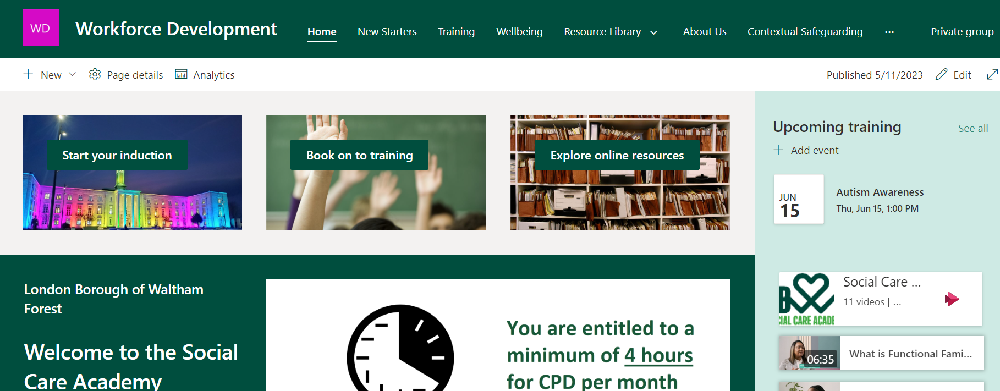 WD
Workforce Development
Home
New Starters
Training
Wellbeing
Resource Library
About Us
Contextual Safeguarding
...
Private group
New
Page details
Analytics
Published 5/11/2023
Edit
Start your induction
Book on to training
Explore online resources
Upcoming training
See all
Add event
JUN
15
Autism Awareness
Thu, Jun 15, 1:00 PM
London Borough of Waltham
Forest
Welcome to the Social
Care Academy
You are entitled to a
minimum of 4 hours
for CPD per month
Social Care ...
11 videos | ...
B
IAL CARE ACADE
06:35
What is Functional Fami...